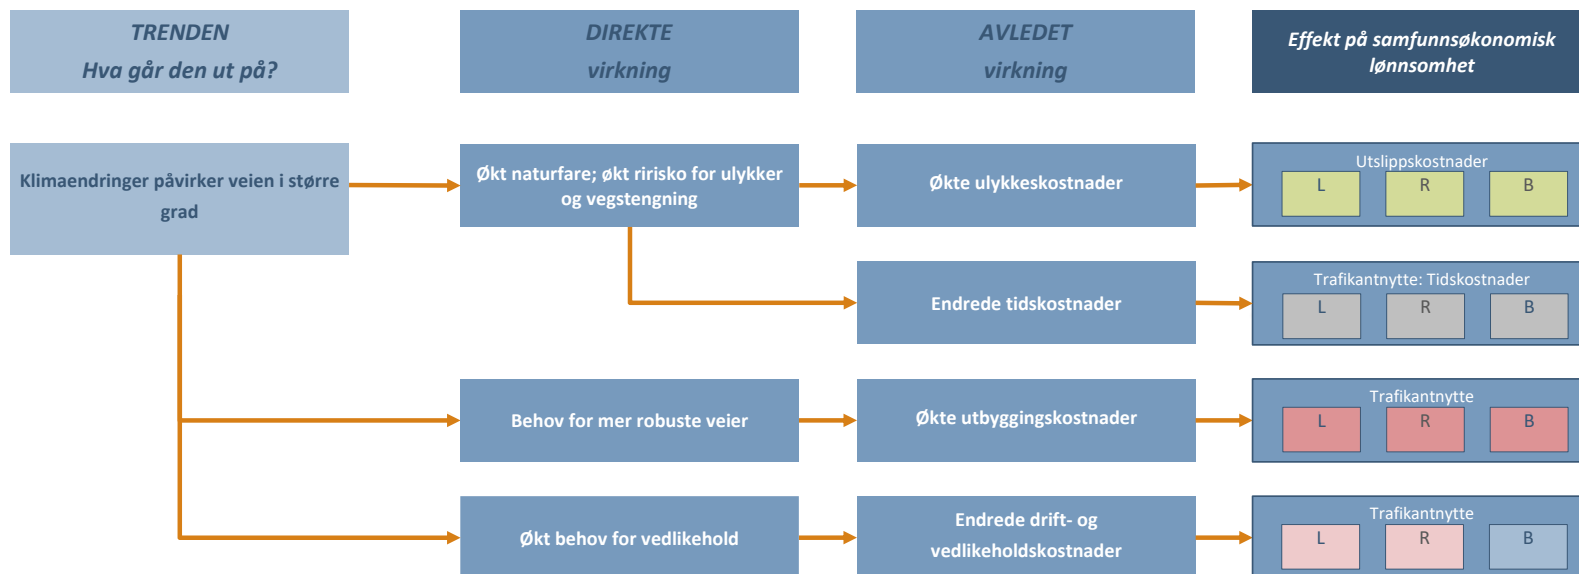 TRENDEN
Hva går den ut på?
DIREKTE
virkning
AVLEDET
virkning
Effekt på samfunnsøkonomisk
lønnsomhet
Klimaendringer påvirker veien i større
grad
Økt naturfare; økt ririsiko for ulykker
og vegstengning
Økte ulykkeskostnader
Utslippskostnader
L R B
Endrede tidskostnader
Trafikantnytte: Tidskostnader
L R B
Behov for mer robuste veier
Økte utbyggingskostnader
Trafikantnytte
L R B
Økt behov for vedlikehold
Endrede drift- og
vedlikeholdskostnader
Trafikantnytte
L R B